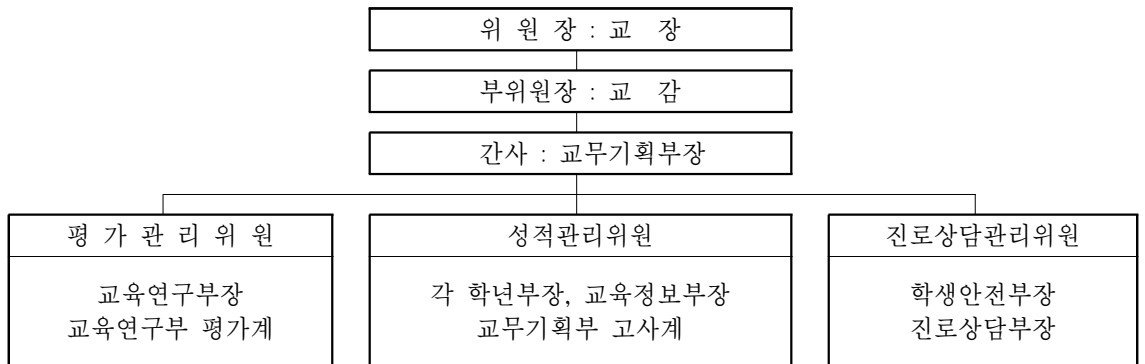 위 원 장 : 교 장
부위원장 : 교 감
간사 : 교무기획부장
평 가 관 리 위 원
교육연구부장
교육연구부 평가계
성적관리위원
각 학년부장, 교육정보부장
교무기획부 고사계
진로상담관리위원
학생안전부장
진로상담부장